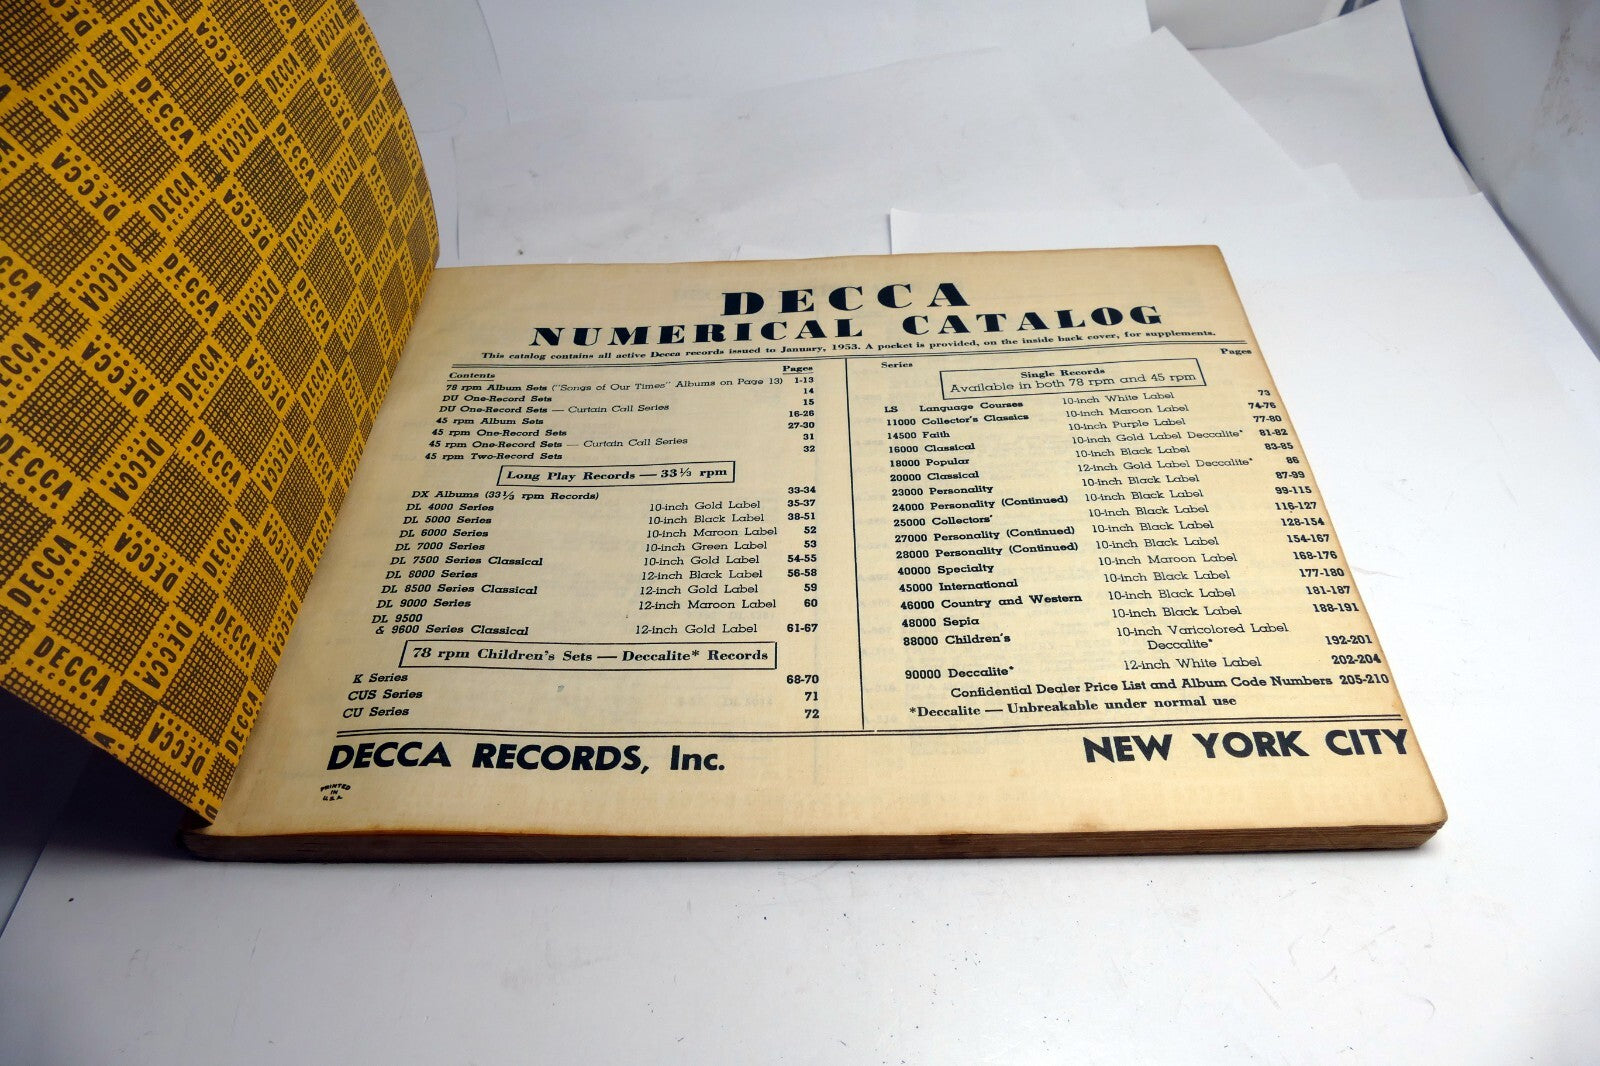 DECCA
RECORDS
DECCA
NUMERICAL CATALOG
This catalog contains all active Decca records issued to January, 1953. A pocket is provided, on the inside back cover, for supplements.
Contents Pages
78 rpm Album Sets ("Songs of Our Times" Albums on Page 13) 1-13
DU One-Record Sets 14
DU One-Record Sets — Curtain Call Series 15
45 rpm Album Sets 16-26
45 rpm One-Record Sets 27-30
45 rpm One-Record Sets — Curtain Call Series 31
45 rpm Two-Record Sets 32
Long Play Records — 33⅓ rpm
DX Albums (33⅓ rpm Records) 33-34
DL 4000 Series 10-inch Gold Label 35-37
DL 5000 Series 10-inch Black Label 38-51
DL 6000 Series 10-inch Maroon Label 52
DL 7000 Series 10-inch Green Label 53
DL 7500 Series Classical 10-inch Gold Label 54-55
DL 8000 Series 12-inch Black Label 56-58
DL 8500 Series Classical 12-inch Gold Label 59
DL 9000 Series 12-inch Maroon Label 60
DL 9500
& 9600 Series Classical 12-inch Gold Label 61-67
78 rpm Children's Sets — Deccalite* Records
K Series 68-70
CUS Series 71
CU Series 72
Series Pages
Single Records
Available in both 78 rpm and 45 rpm
LS Language Courses 10-inch White Label 73
11000 Collector's Classics 10-inch Maroon Label 74-76
14500 Faith 10-inch Purple Label 77-80
16000 Classical 10-inch Gold Label Deccalite* 81-82
18000 Popular 10-inch Black Label 83-85
20000 Classical 12-inch Gold Label Deccalite* 86
23000 Personality 10-inch Black Label 87-99
24000 Personality (Continued) 10-inch Black Label 99-115
25000 Collectors' 10-inch Black Label 116-127
27000 Personality (Continued) 10-inch Black Label 128-154
28000 Personality (Continued) 10-inch Black Label 154-167
40000 Specialty 10-inch Maroon Label 168-176
45000 International 10-inch Black Label 177-180
46000 Country and Western 10-inch Black Label 181-187
48000 Sepia 10-inch Black Label 188-191
88000 Children's 10-inch Varicolored Label
Deccalite* 192-201
90000 Deccalite* 12-inch White Label 202-204
Confidential Dealer Price List and Album Code Numbers 205-210
*Deccalite — Unbreakable under normal use
DECCA RECORDS, Inc. NEW YORK CITY
PRINTED
IN
U.S.A.